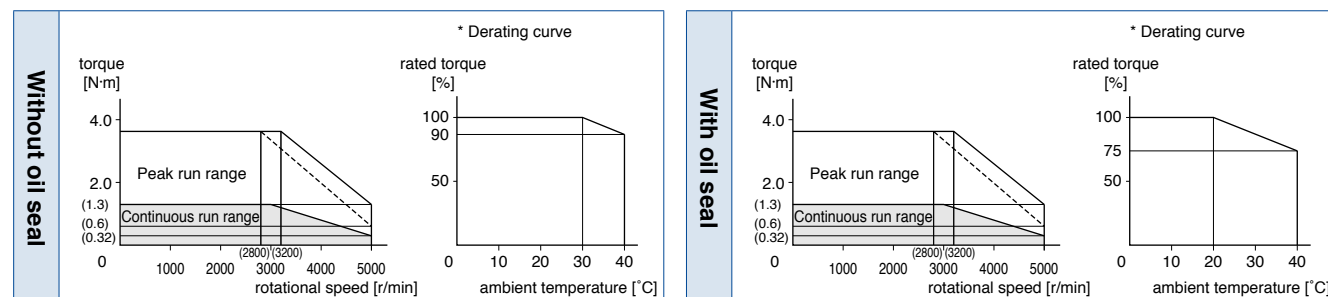 Without oil seal
torque
[N·m]
4.0
2.0
(1.3)
(0.6)
(0.32)
0
Peak run range
Continuous run range
(2800) (3200)
1000 2000 3000 4000 5000
rotational speed [r/min]
* Derating curve
rated torque
[%]
100
90
50
0 10 20 30 40
ambient temperature [˚C]
With oil seal
torque
[N·m]
4.0
2.0
(1.3)
(0.6)
(0.32)
0
Peak run range
Continuous run range
(2800) (3200)
1000 2000 3000 4000 5000
rotational speed [r/min]
* Derating curve
rated torque
[%]
100
75
50
0 10 20 30 40
ambient temperature [˚C]